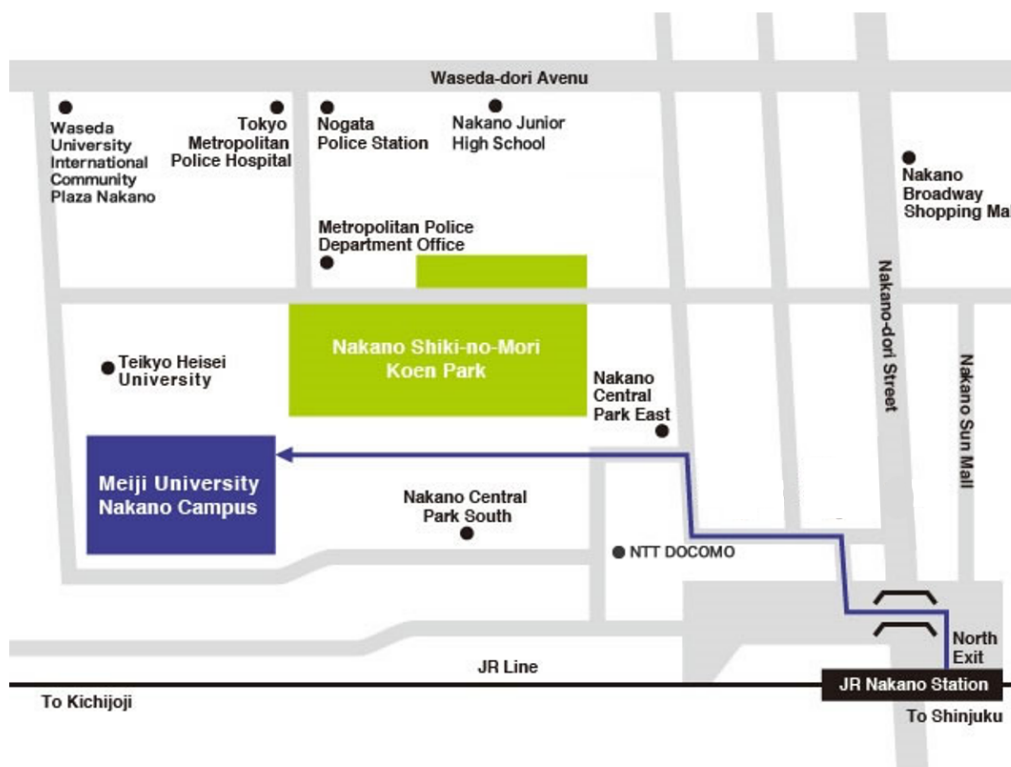 Waseda-dori Avenu
Waseda
University
International
Community
Plaza Nakano
Tokyo
Metropolitan
Police Hospital
Nogata
Police Station
Nakano Junior
High School
Nakano
Broadway
Shopping Mal
Metropolitan Police
Department Office
Nakano-dori Street
Nakano Shiki-no-Mori
Koen Park
Teikyo Heisei
University
Nakano
Central
Park East
Nakano Sun Mall
Meiji University
Nakano Campus
Nakano Central
Park South
NTT DOCOMO
North
Exit
JR Line
JR Nakano Station
To Kichijoji
To Shinjuku